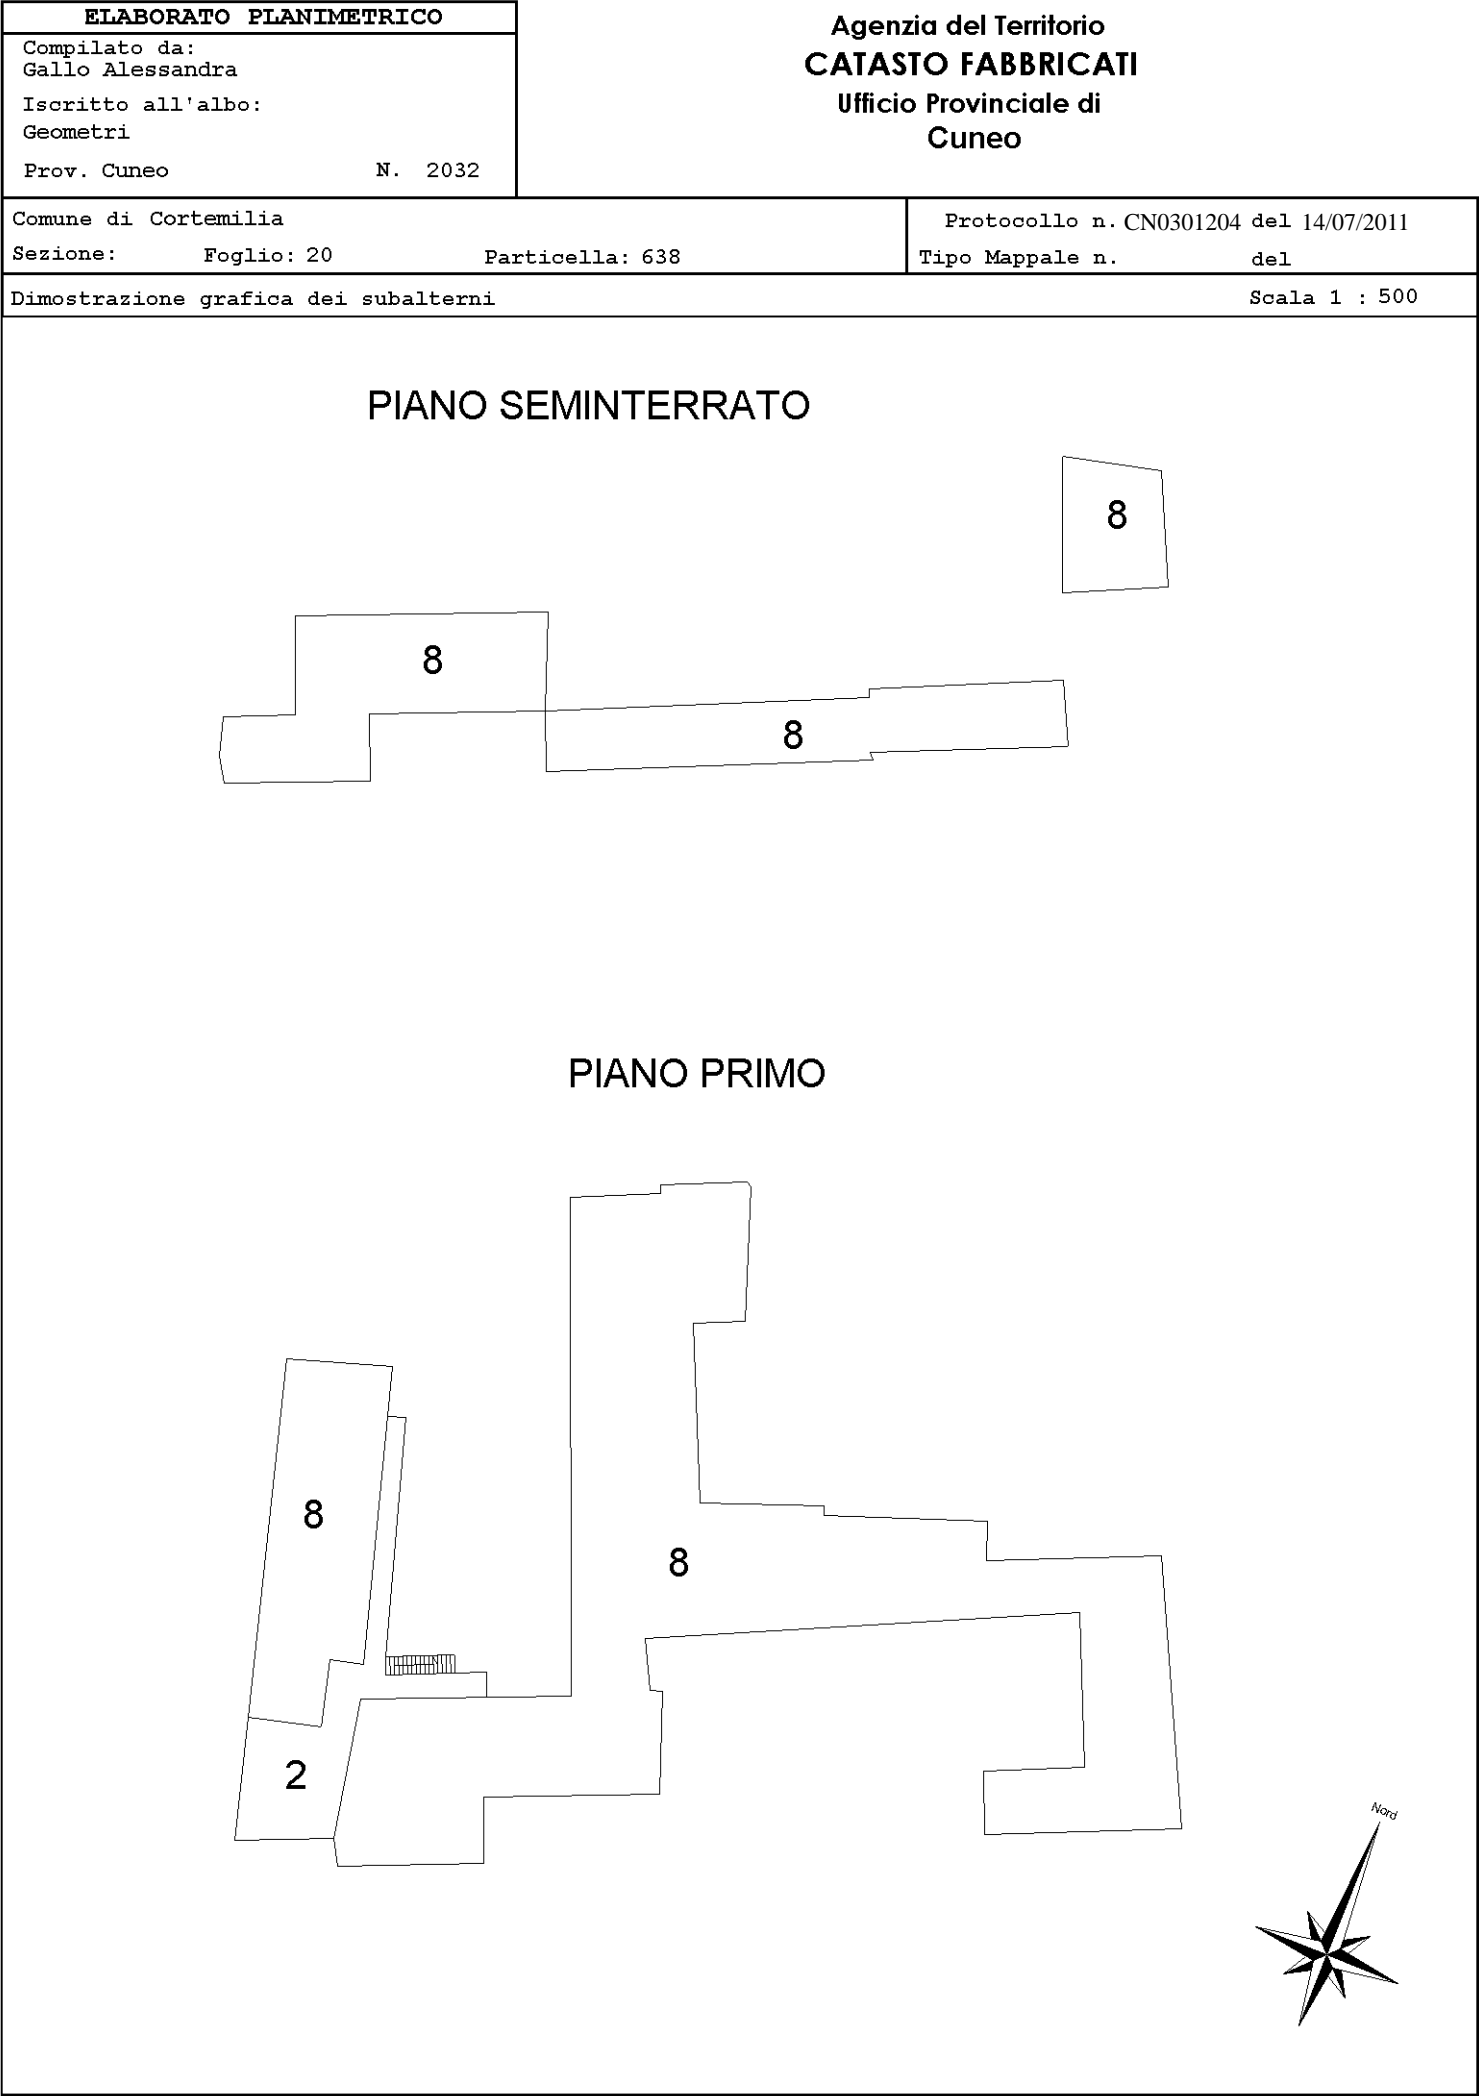 ELABORATO PLANIMETRICO
Compilato da:
Gallo Alessandra
Iscritto all'albo:
Geometri
Prov. Cuneo N. 2032
Agenzia del Territorio
CATASTO FABBRICATI
Ufficio Provinciale di
Cuneo
Comune di Cortemilia
Sezione: Foglio: 20 Particella: 638
Protocollo n. CN0301204 del 14/07/2011
Tipo Mappale n. del
Dimostrazione grafica dei subalterni Scala 1 : 500
PIANO SEMINTERRATO
8
8
8
PIANO PRIMO
8
8
2
Nord